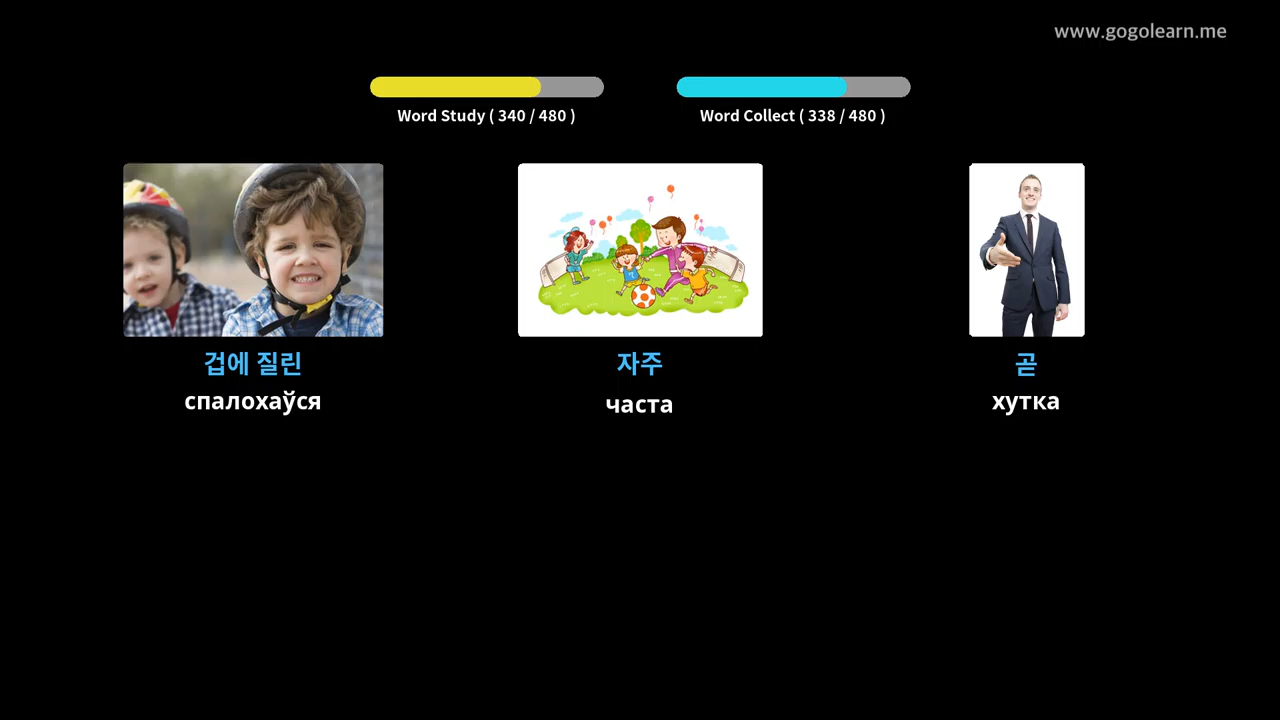 www.gogolearn.me
Word Study ( 340 / 480 )
Word Collect ( 338 / 480 )
겁에 질린
자주
곧
спалохаўся
часта
хутка